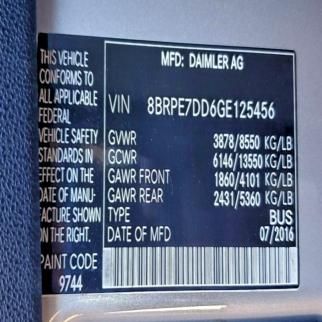 THIS VEHICLE
CONFORMS TO
ALL APPLICABLE
FEDERAL
VEHICLE SAFETY
STANDARDS IN
EFFECT ON THE
DATE OF MANU-
FACTURE SHOWN
ON THE RIGHT.
PAINT CODE
9744
MFD: DAIMLER AG
VIN 8BRPE7DD6GE125456
GVWR 3878/8550 KG/LB
GCWR 6146/13550 KG/LB
GAWR FRONT 1860/4101 KG/LB
GAWR REAR 2431/5360 KG/LB
TYPE BUS
DATE OF MFD 07/2016